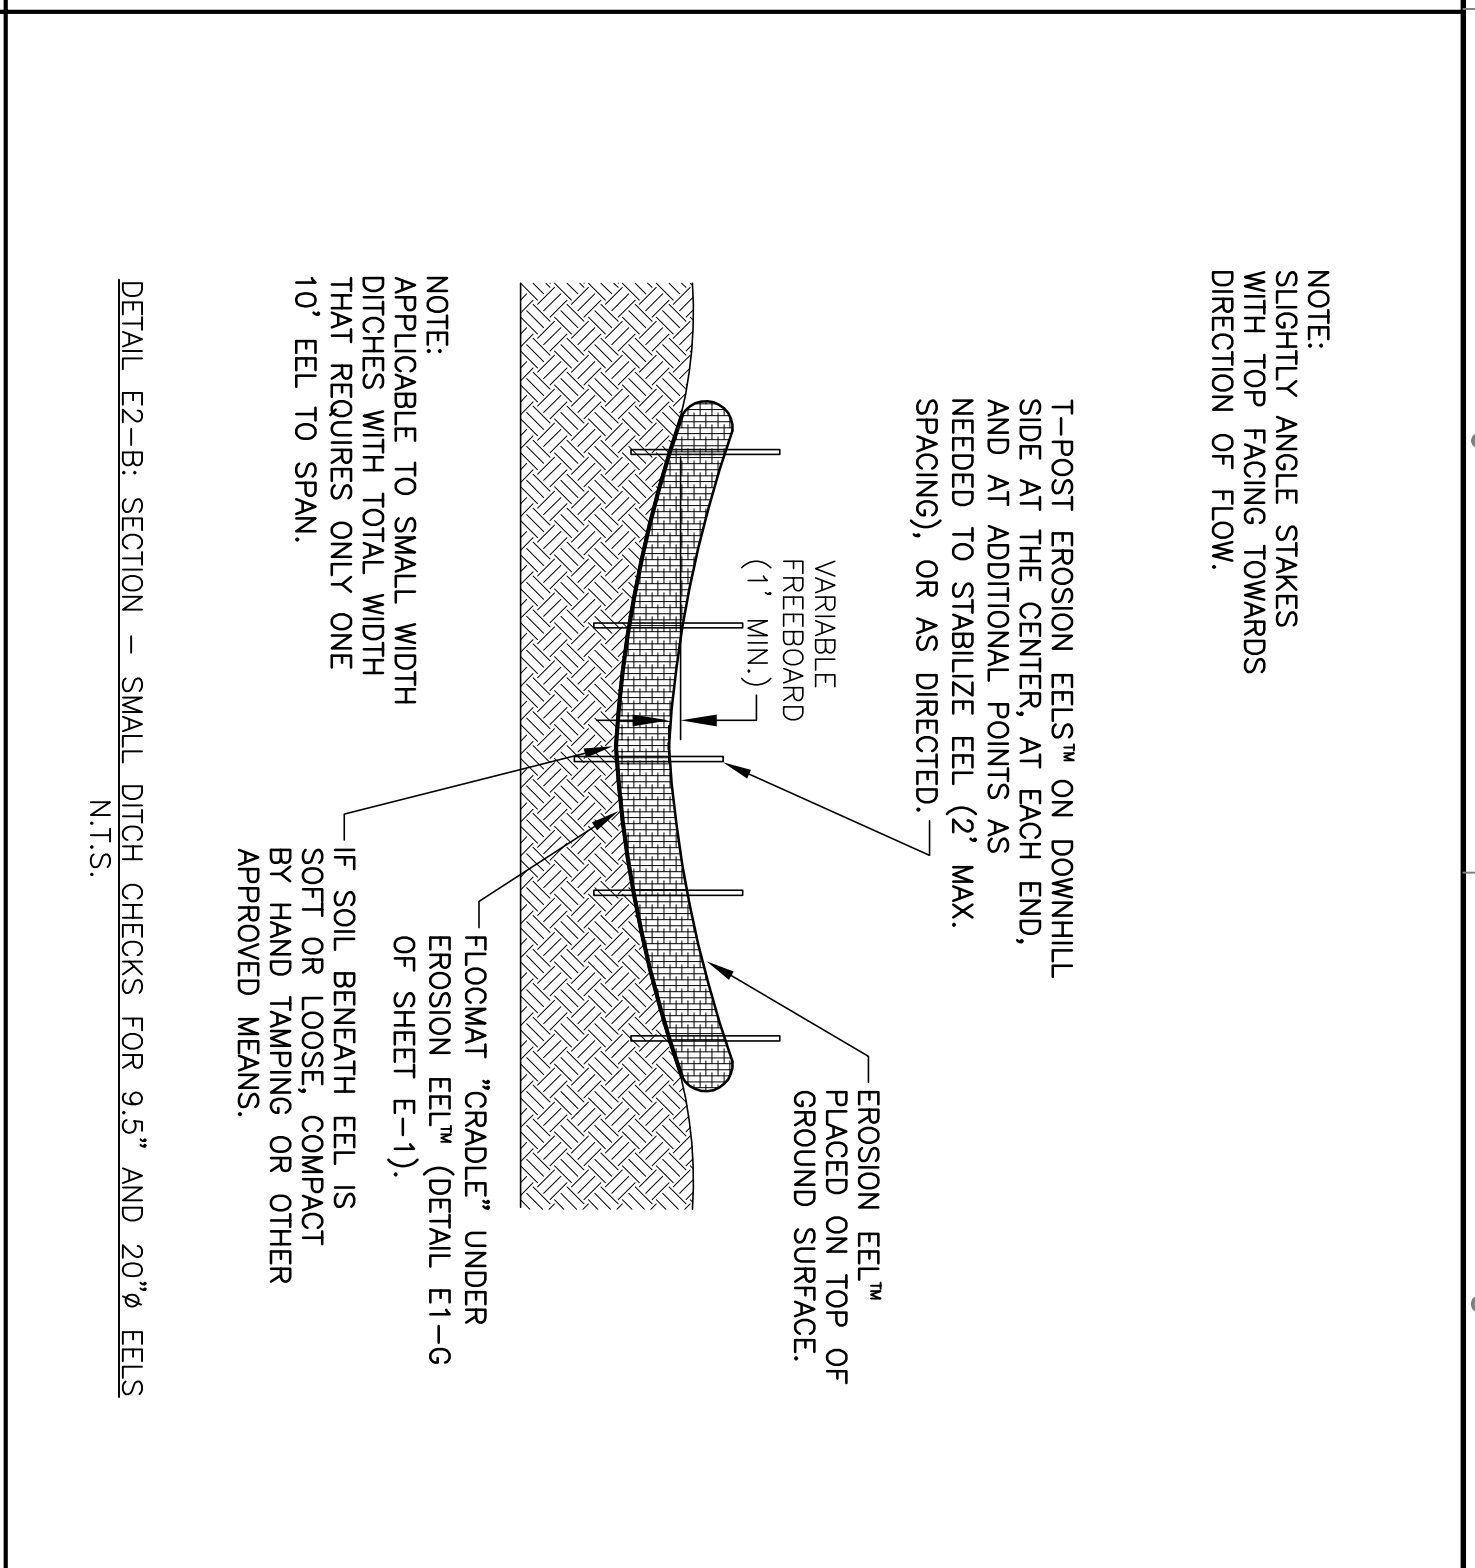 NOTE:
SLIGHTLY ANGLE STAKES
WITH TOP FACING TOWARDS
DIRECTION OF FLOW.
T-POST EROSION EELS™ ON DOWNHILL
SIDE AT THE CENTER, AT EACH END,
AND AT ADDITIONAL POINTS AS
NEEDED TO STABILIZE EEL (2' MAX.
SPACING), OR AS DIRECTED.
VARIABLE
FREEBOARD
(1' MIN.)
EROSION EEL™
PLACED ON TOP OF
GROUND SURFACE.
NOTE:
APPLICABLE TO SMALL WIDTH
DITCHES WITH TOTAL WIDTH
THAT REQUIRES ONLY ONE
10' EEL TO SPAN.
FLOCMAT "CRADLE" UNDER
EROSION EEL™ (DETAIL E1-G
OF SHEET E-1).
IF SOIL BENEATH EEL IS
SOFT OR LOOSE, COMPACT
BY HAND TAMPING OR OTHER
APPROVED MEANS.
DETAIL E2-B: SECTION - SMALL DITCH CHECKS FOR 9.5" AND 20"ø EELS
N.T.S.